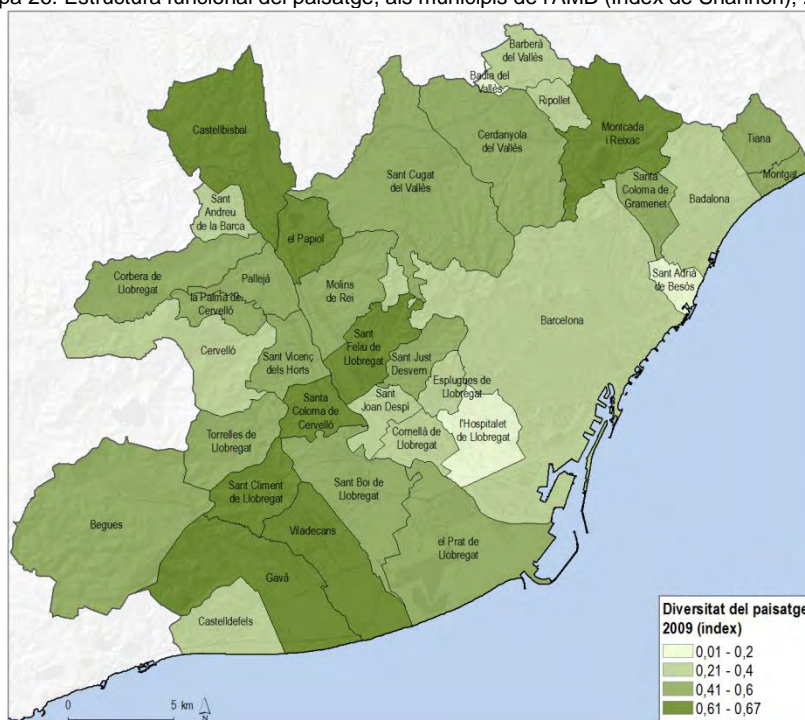 pa 26. Estructura funcional del paisatge, als municipis de l'AMB (índex de Shannon),
Barberà
del Vallès
Badia del
Vallès
Ripollet
Castellbisbal
Cerdanyola
del Vallès
Montcada
i Reixac
Tiana
Montgat
Sant Cugat
del Vallès
Santa
Coloma de
Gramenet
Badalona
Sant
Andreu
de la Barca
el Papiol
Sant Adrià
de Besòs
Corbera de
Llobregat
Pallejà
Molins
de Rei
la Palma de
Cervelló
Barcelona
Cervelló
Sant
Feliu de
Llobregat
Sant Vicenç
dels Horts
Sant Just
Desvern
Esplugues de
Llobregat
Santa
Coloma de
Cervelló
Sant
Joan Despí
Cornellà de
Llobregat
l'Hospitalet
de Llobregat
Torrelles de
Llobregat
Sant Climent
de Llobregat
Sant Boi de
Llobregat
Begues
Viladecans
el Prat de
Llobregat
Gavà
Castelldefels
Diversitat del paisatge
2009 (índex)
0,01 - 0,2
0,21 - 0,4
0,41 - 0,6
0,61 - 0,67
0 5 km
N